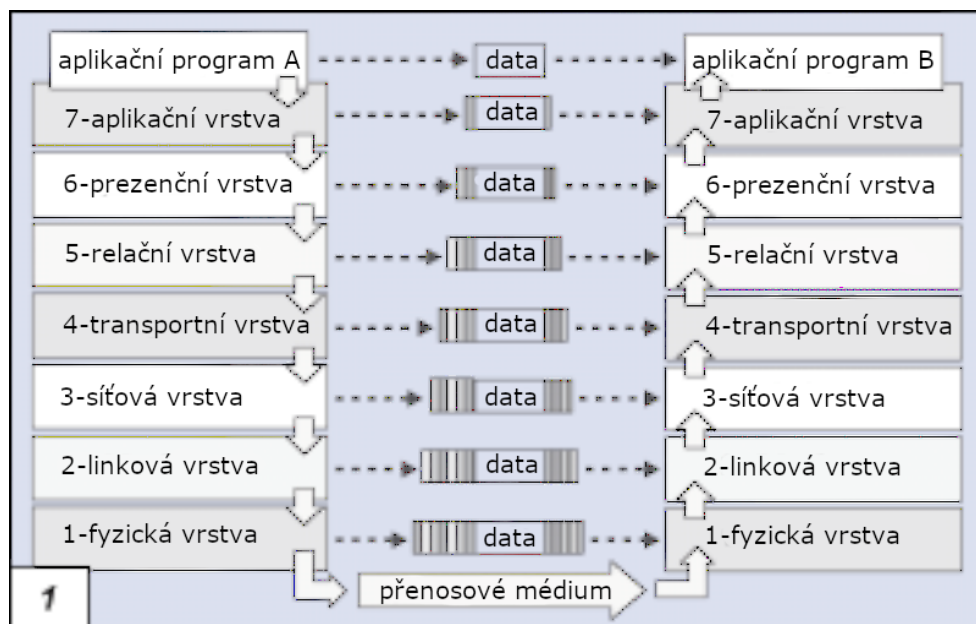 aplikační program A
data
aplikační program B
7-aplikační vrstva
data
7-aplikační vrstva
6-prezenční vrstva
data
6-prezenční vrstva
5-relační vrstva
data
5-relační vrstva
4-transportní vrstva
data
4-transportní vrstva
3-síťová vrstva
data
3-síťová vrstva
2-linková vrstva
data
2-linková vrstva
1-fyzická vrstva
data
1-fyzická vrstva
přenosové médium
1